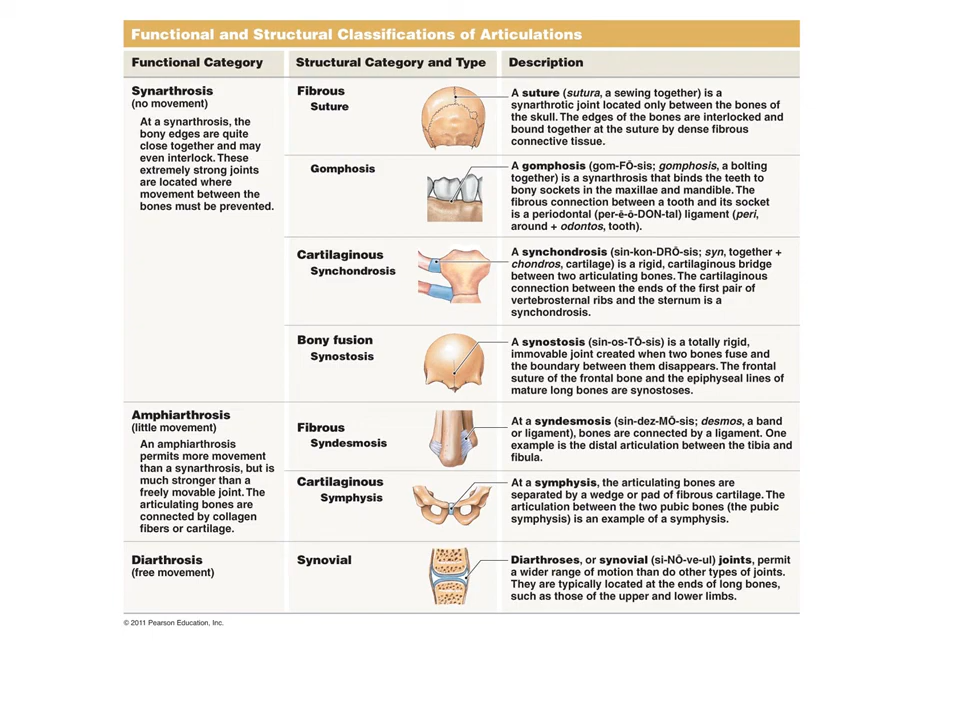 Functional and Structural Classifications of Articulations
Functional Category
Structural Category and Type
Description
Synarthrosis
(no movement)
At a synarthrosis, the
bony edges are quite
close together and may
even interlock. These
extremely strong joints
are located where
movement between the
bones must be prevented.
Fibrous
Suture
A suture (sutura, a sewing together) is a
synarthrotic joint located only between the bones of
the skull. The edges of the bones are interlocked and
bound together at the suture by dense fibrous
connective tissue.
Gomphosis
A gomphosis (gom-FŌ-sis; gomphosis, a bolting
together) is a synarthrosis that binds the teeth to
bony sockets in the maxillae and mandible. The
fibrous connection between a tooth and its socket
is a periodontal (per-ē-ō-DON-tal) ligament (peri,
around + odontos, tooth).
Cartilaginous
Synchondrosis
A synchondrosis (sin-kon-DRŌ-sis; syn, together +
chondros, cartilage) is a rigid, cartilaginous bridge
between two articulating bones. The cartilaginous
connection between the ends of the first pair of
vertebrosternal ribs and the sternum is a
synchondrosis.
Bony fusion
Synostosis
A synostosis (sin-os-TŌ-sis) is a totally rigid,
immovable joint created when two bones fuse and
the boundary between them disappears. The frontal
suture of the frontal bone and the epiphyseal lines of
mature long bones are synostoses.
Amphiarthrosis
(little movement)
An amphiarthrosis
permits more movement
than a synarthrosis, but is
much stronger than a
freely movable joint. The
articulating bones are
connected by collagen
fibers or cartilage.
Fibrous
Syndesmosis
At a syndesmosis (sin-dez-MŌ-sis; desmos, a band
or ligament), bones are connected by a ligament. One
example is the distal articulation between the tibia and
fibula.
Cartilaginous
Symphysis
At a symphysis, the articulating bones are
separated by a wedge or pad of fibrous cartilage. The
articulation between the two pubic bones (the pubic
symphysis) is an example of a symphysis.
Diarthrosis
(free movement)
Synovial
Diarthroses, or synovial (si-NŌ-ve-ul) joints, permit
a wider range of motion than do other types of joints.
They are typically located at the ends of long bones,
such as those of the upper and lower limbs.
© 2011 Pearson Education, Inc.